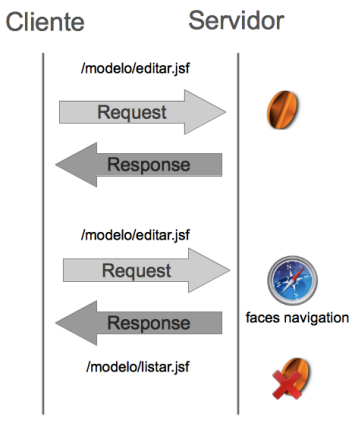 Cliente
Servidor
/modelo/editar.jsf
Request
Response
/modelo/editar.jsf
Request
Response
faces navigation
/modelo/listar.jsf